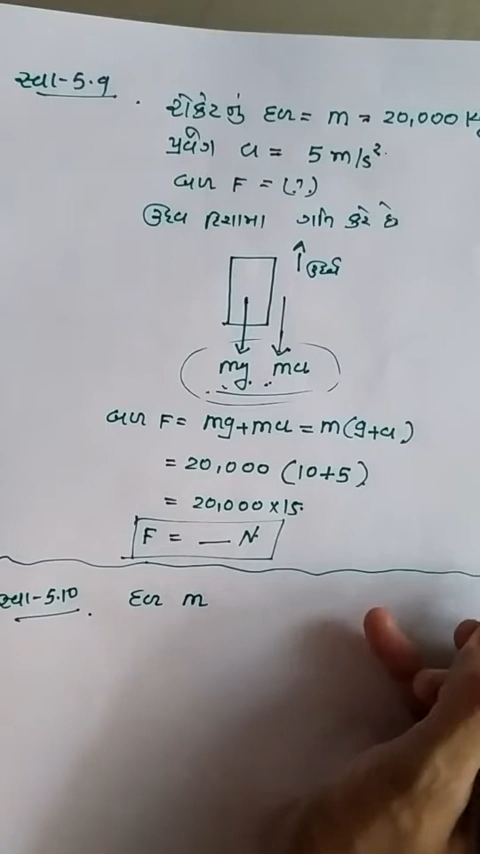 સ્વા-5.9
રોકેટનું દળ = m = 20,000 K
પ્રવેગ a = 5 m/s².
બળ F = (?)
ઉર્ધ્વ દિશામા ગતિ કરે છે
↑ ઉર્ધ્વ
mg ma
બળ F = mg + ma = m(g+a)
= 20,000 (10+5)
= 20,000 × 15.
F = — N
સ્વા-5.10 . દળ m